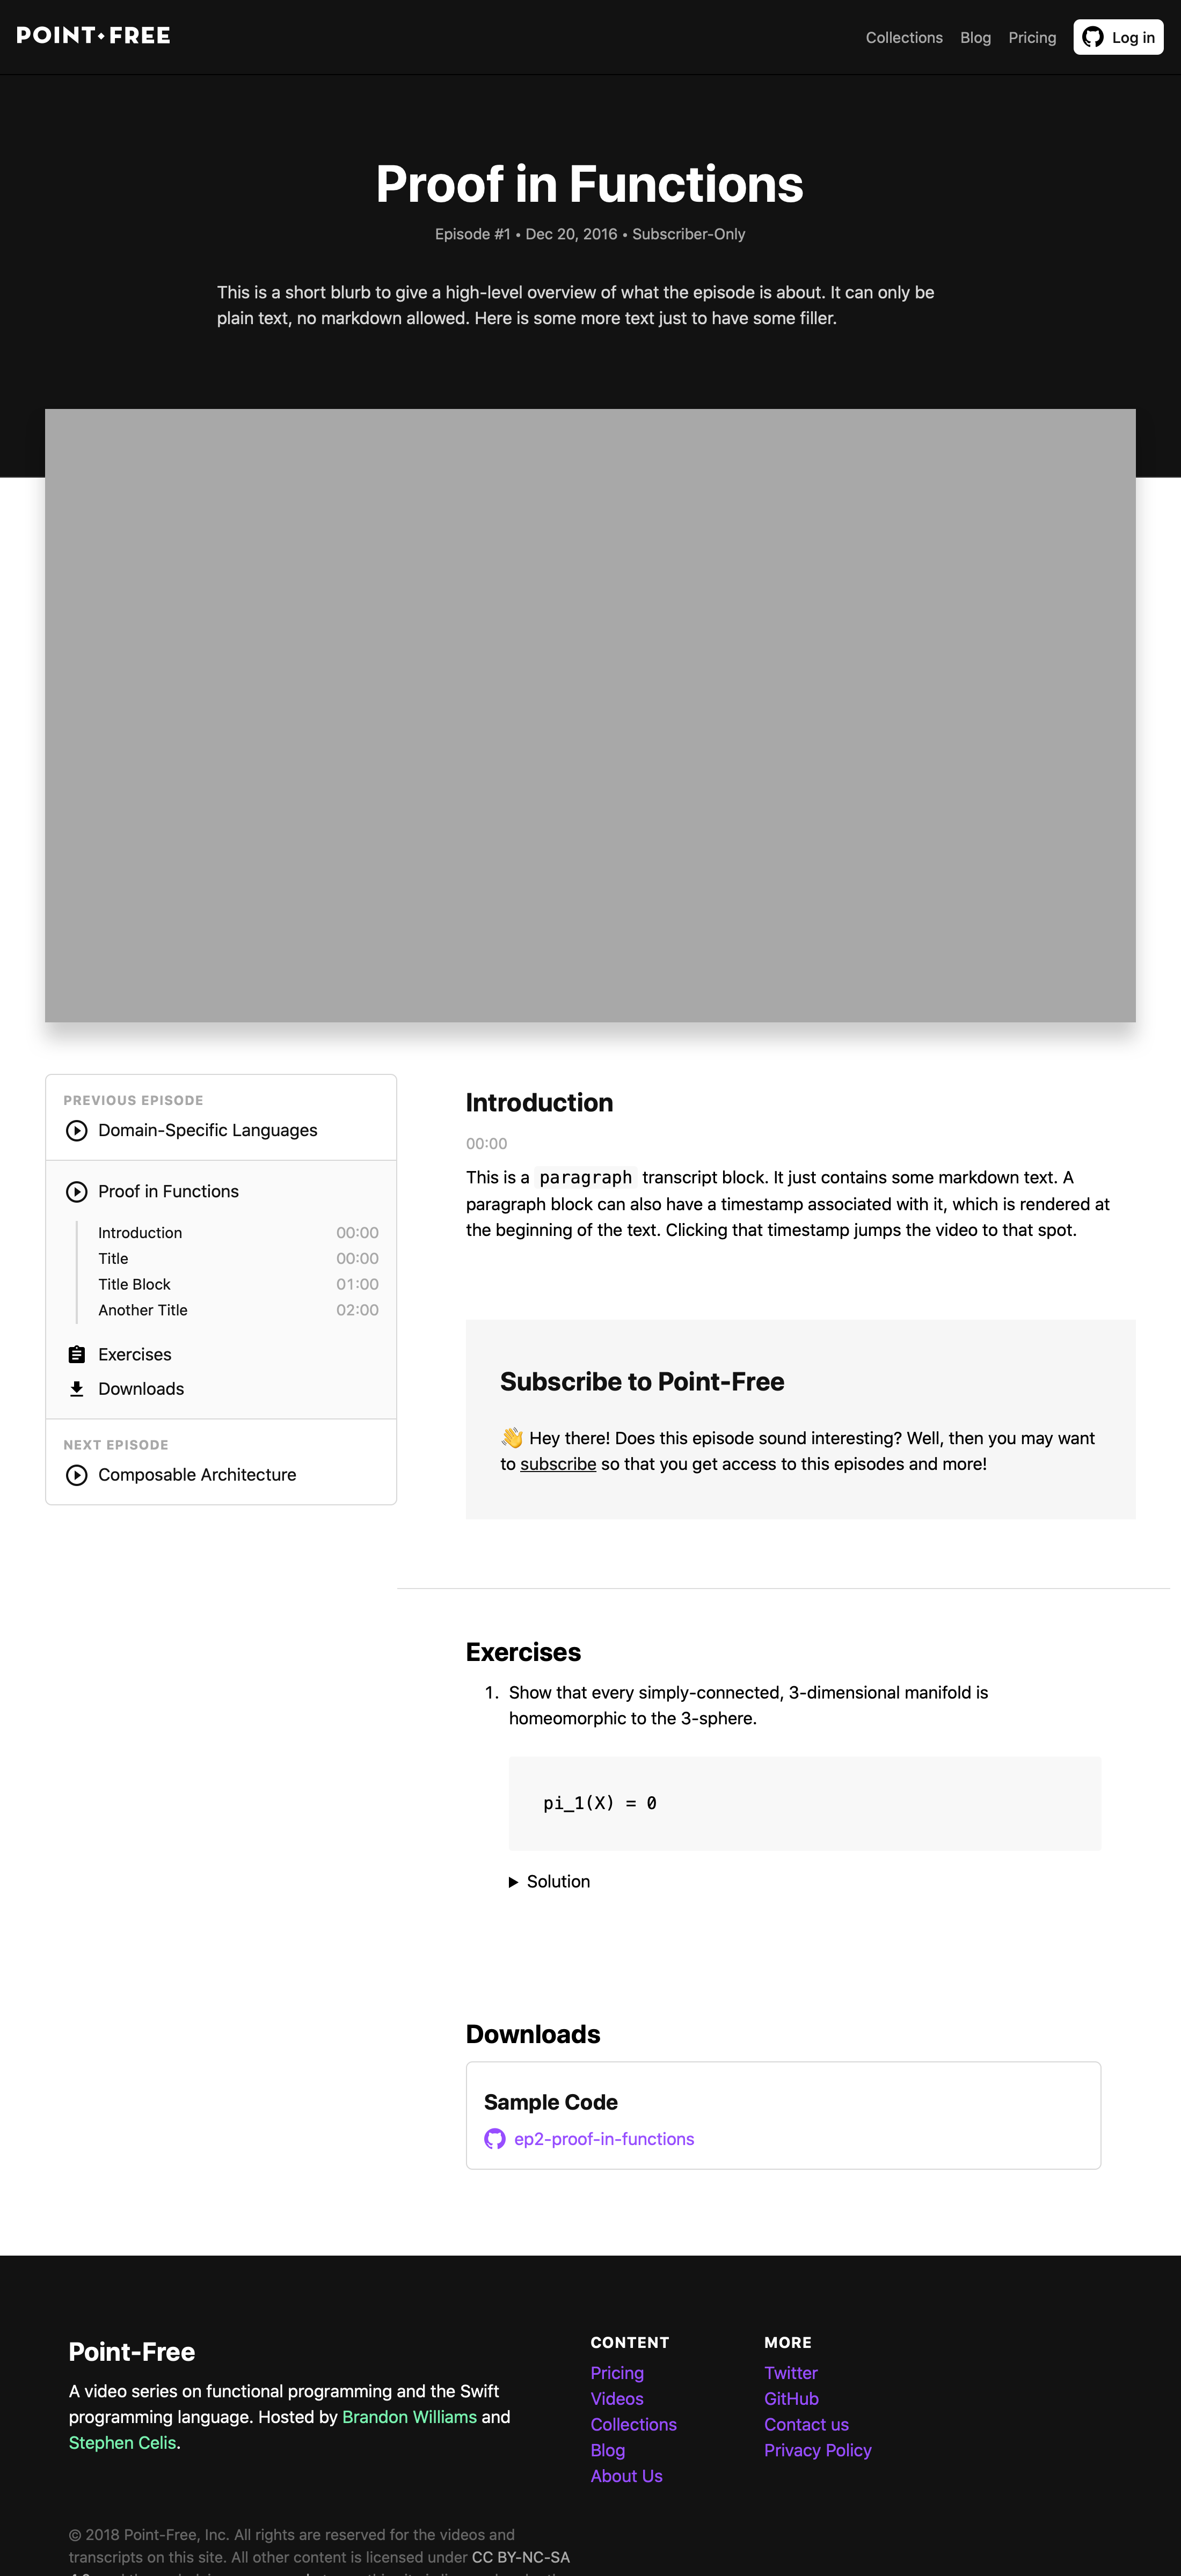 POINT•FREE
Collections Blog Pricing Log in
Proof in Functions
Episode #1 • Dec 20, 2016 • Subscriber-Only
This is a short blurb to give a high-level overview of what the episode is about. It can only be
plain text, no markdown allowed. Here is some more text just to have some filler.
PREVIOUS EPISODE
Domain-Specific Languages
Proof in Functions
Introduction 00:00
Title 00:00
Title Block 01:00
Another Title 02:00
Exercises
Downloads
NEXT EPISODE
Composable Architecture
Introduction
00:00
This is a paragraph transcript block. It just contains some markdown text. A
paragraph block can also have a timestamp associated with it, which is rendered at
the beginning of the text. Clicking that timestamp jumps the video to that spot.
Subscribe to Point-Free
👋 Hey there! Does this episode sound interesting? Well, then you may want
to subscribe so that you get access to this episodes and more!
Exercises
1. Show that every simply-connected, 3-dimensional manifold is
homeomorphic to the 3-sphere.
pi_1(X) = 0
Solution
Downloads
Sample Code
ep2-proof-in-functions
Point-Free
A video series on functional programming and the Swift
programming language. Hosted by Brandon Williams and
Stephen Celis.
CONTENT
Pricing
Videos
Collections
Blog
About Us
MORE
Twitter
GitHub
Contact us
Privacy Policy
© 2018 Point-Free, Inc. All rights are reserved for the videos and
transcripts on this site. All other content is licensed under CC BY-NC-SA